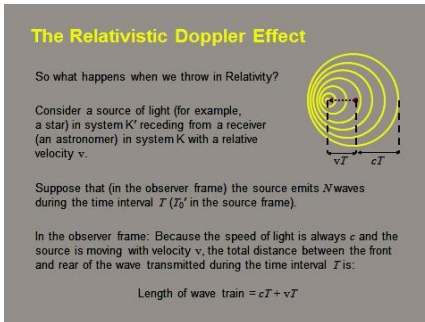 The Relativistic Doppler Effect
So what happens when we throw in Relativity?
Consider a source of light (for example,
a star) in system K′ receding from a receiver
(an astronomer) in system K with a relative
velocity v.
vT cT
Suppose that (in the observer frame) the source emits N waves
during the time interval T (T₀′ in the source frame).
In the observer frame: Because the speed of light is always c and the
source is moving with velocity v, the total distance between the front
and rear of the wave transmitted during the time interval T is:
Length of wave train = cT + vT